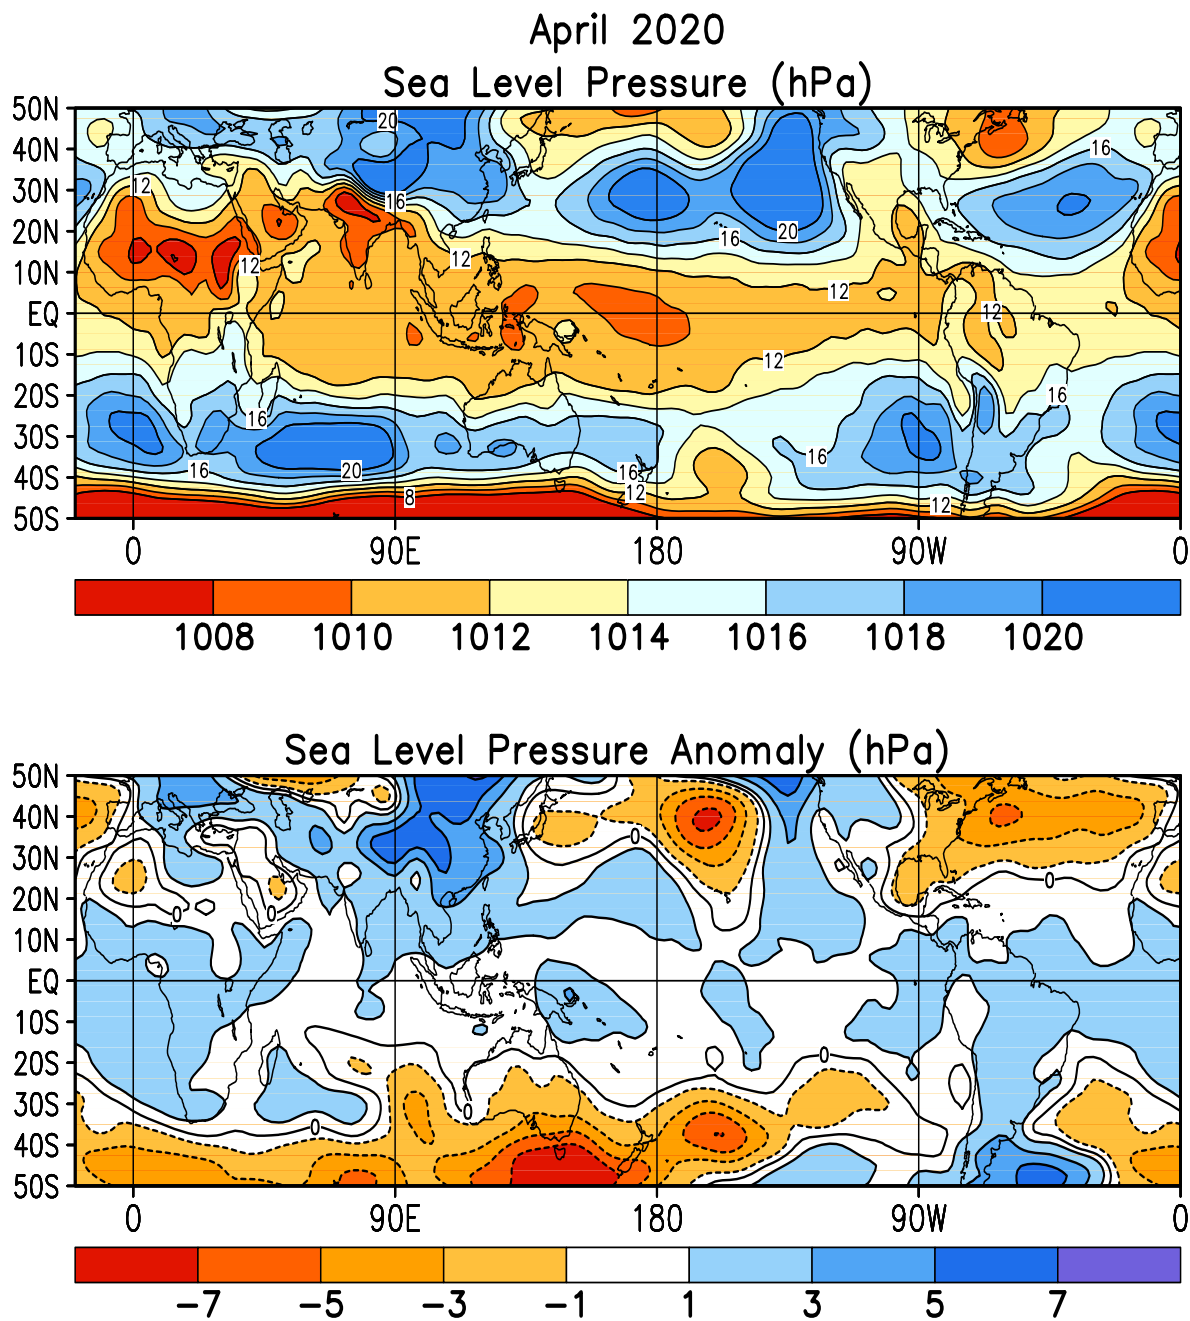 April 2020
Sea Level Pressure (hPa)
50N
40N
30N
20N
10N
EQ
10S
20S
30S
40S
50S
20
16
12
16
16
20
12
12
12
12
12
16
16
16
20
16
16
12
8
12
0
90E
180
90W
0
1008 1010 1012 1014 1016 1018 1020
Sea Level Pressure Anomaly (hPa)
50N
40N
30N
20N
10N
EQ
10S
20S
30S
40S
50S
0
0
0
0
0
0
0
0
90E
180
90W
0
-7 -5 -3 -1 1 3 5 7